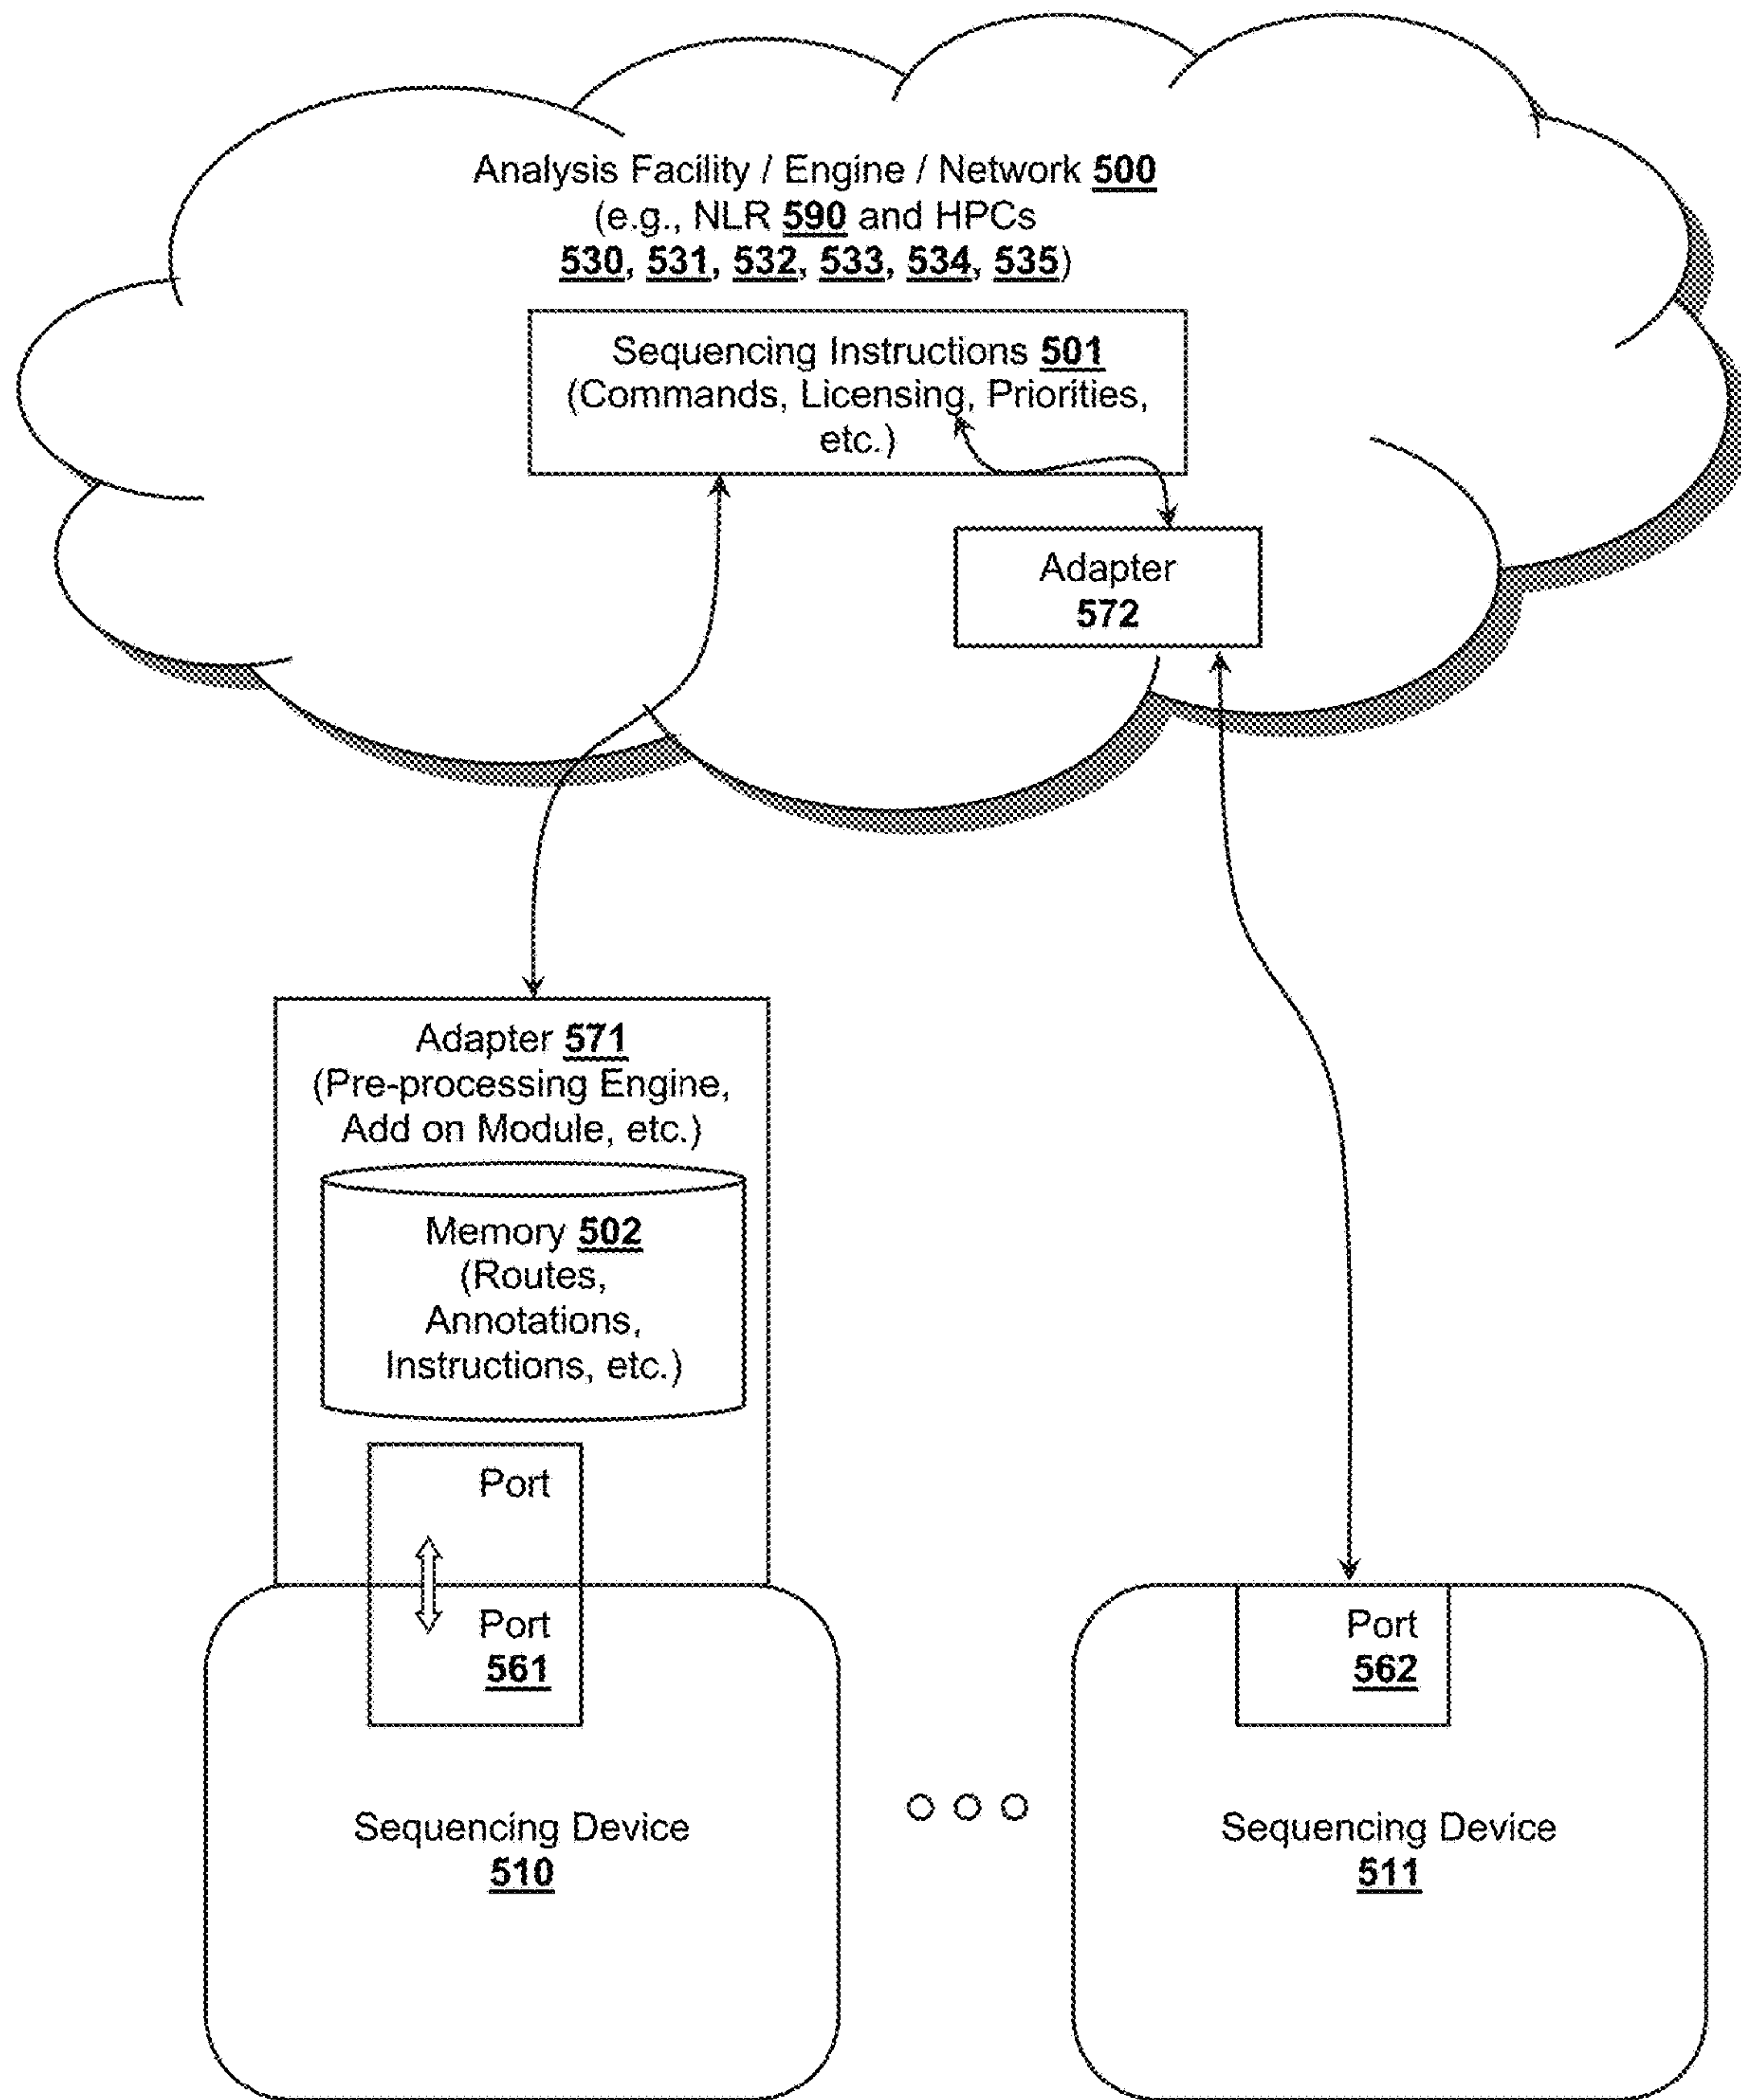 Analysis Facility / Engine / Network 500
(e.g., NLR 590 and HPCs
530, 531, 532, 533, 534, 535)
Sequencing Instructions 501
(Commands, Licensing, Priorities,
etc.)
Adapter
572
Adapter 571
(Pre-processing Engine,
Add on Module, etc.)
Memory 502
(Routes,
Annotations,
Instructions, etc.)
Port
Port
561
Port
562
Sequencing Device
510
Sequencing Device
511